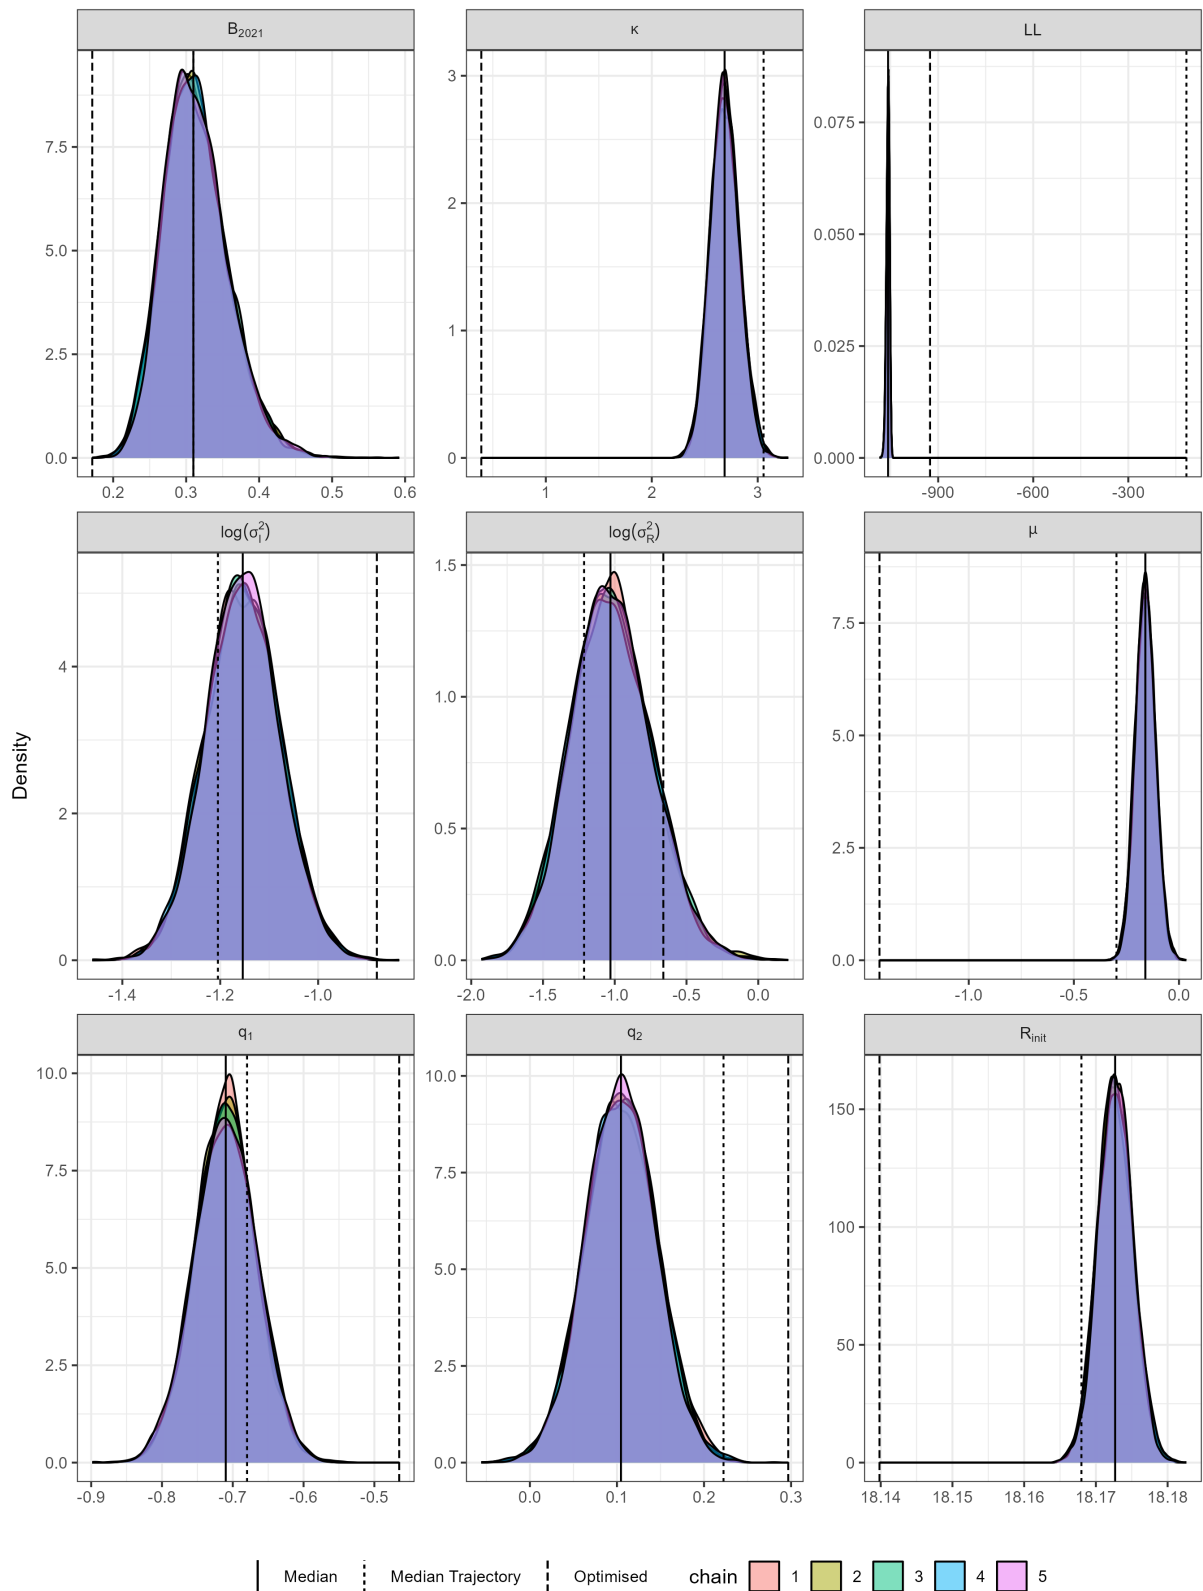 B2021
κ
LL
7.5
5.0
2.5
0.0
0.2 0.3 0.4 0.5 0.6
3
2
1
0
1 2 3
0.075
0.050
0.025
0.000
-900 -600 -300
log(σ²I)
log(σ²R)
μ
4
2
0
-1.4 -1.2 -1.0
1.5
1.0
0.5
0.0
-2.0 -1.5 -1.0 -0.5 0.0
7.5
5.0
2.5
0.0
-1.0 -0.5 0.0
Density
q1
q2
Rinit
10.0
7.5
5.0
2.5
0.0
-0.9 -0.8 -0.7 -0.6 -0.5
10.0
7.5
5.0
2.5
0.0
0.0 0.1 0.2 0.3
150
100
50
0
18.14 18.15 18.16 18.17 18.18
Median Median Trajectory Optimised chain 1 2 3 4 5